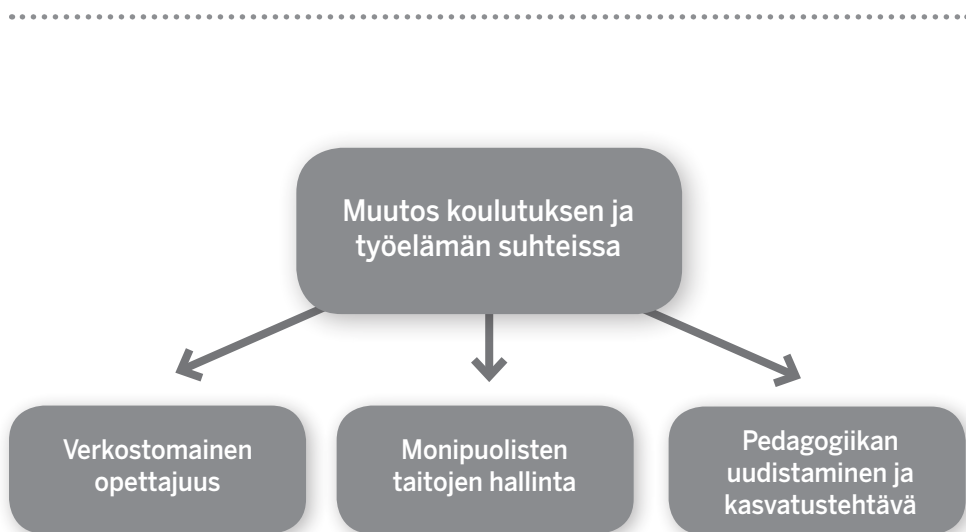 Muutos koulutuksen ja
työelämän suhteissa
Verkostomainen
opettajuus
Monipuolisten
taitojen hallinta
Pedagogiikan
uudistaminen ja
kasvatustehtävä